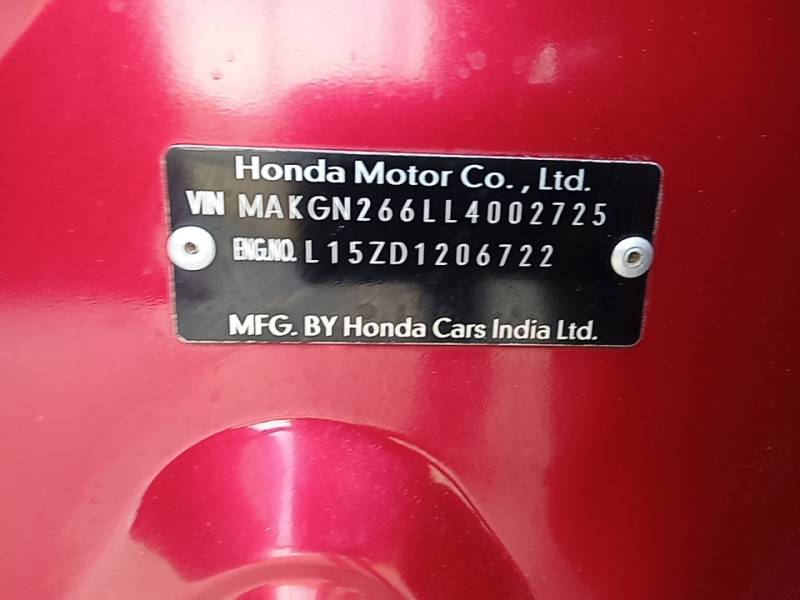 Honda Motor Co., Ltd.
VIN MAKGN266LL4002725
ENG.NO. L15ZD1206722
MFG. BY Honda Cars India Ltd.